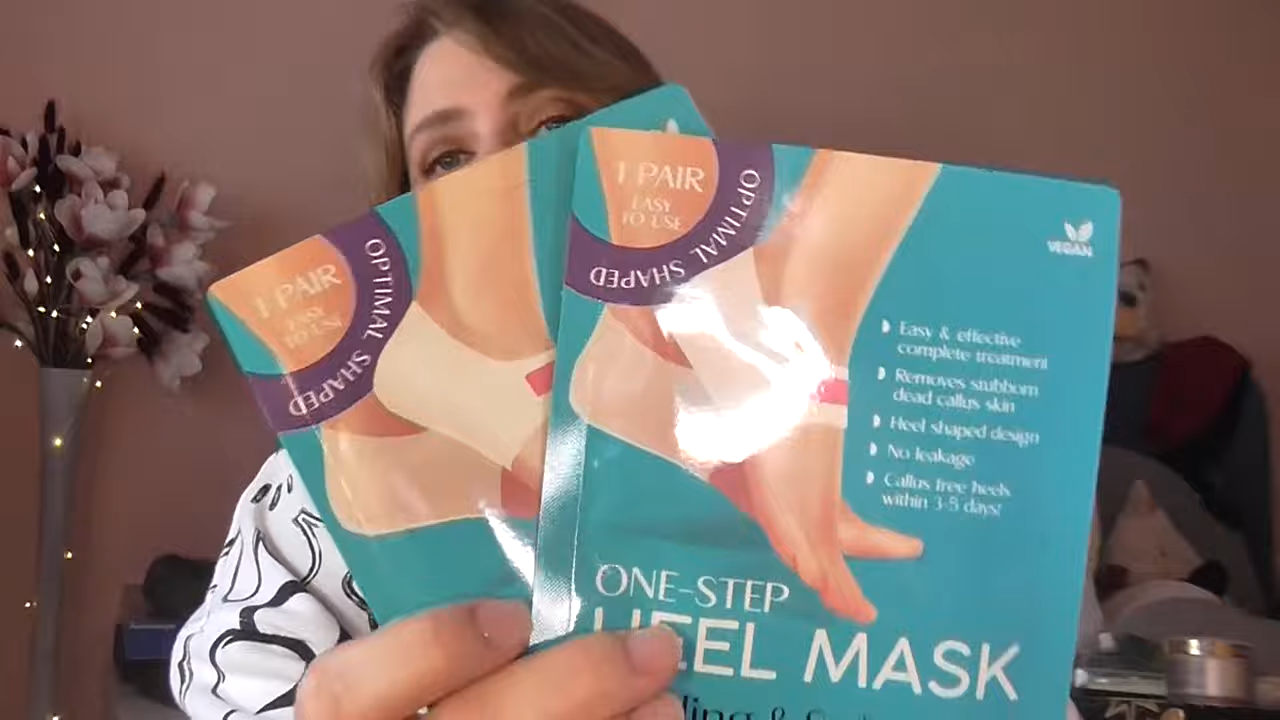 1 PAIR
EASY
TO USE
OPTIMAL SHAPED
1 PAIR
EASY
TO USE
OPTIMAL SHAPED
VEGAN
Easy & effective
complete treatment
Removes stubborn
dead callus skin
Heel shaped design
No leakage
Callus free heels
within 3-5 days!
ONE-STEP
HEEL MASK